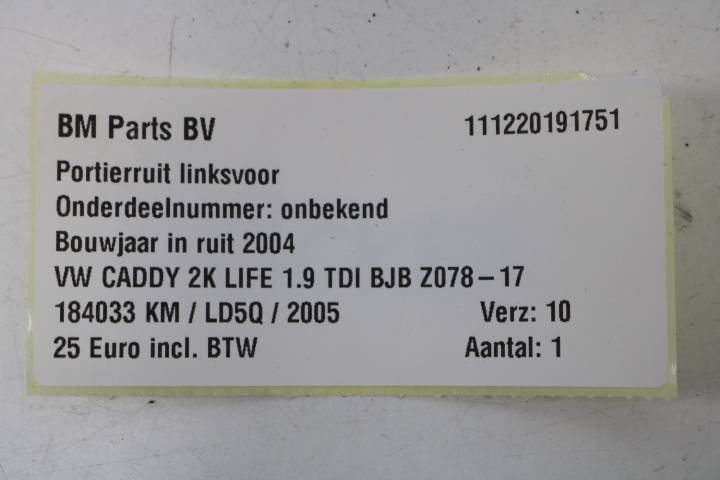 BM Parts BV 111220191751
Portierruit linksvoor
Onderdeelnummer: onbekend
Bouwjaar in ruit 2004
VW CADDY 2K LIFE 1.9 TDI BJB Z078-17
184033 KM / LD5Q / 2005 Verz: 10
25 Euro incl. BTW Aantal: 1